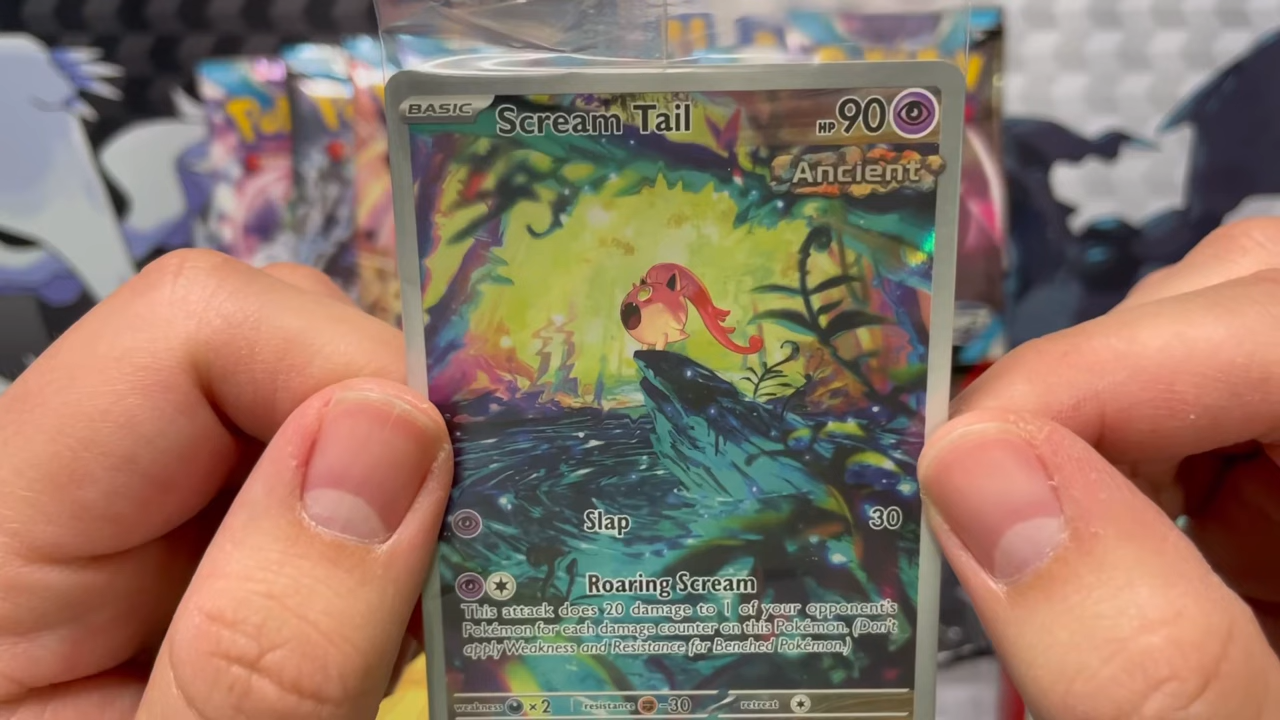 BASIC Scream Tail HP 90
Ancient
Slap 30
Roaring Scream
This attack does 20 damage to 1 of your opponent's
Pokémon for each damage counter on this Pokémon. (Don't
apply Weakness and Resistance for Benched Pokémon.)
weakness ×2 resistance -30 retreat